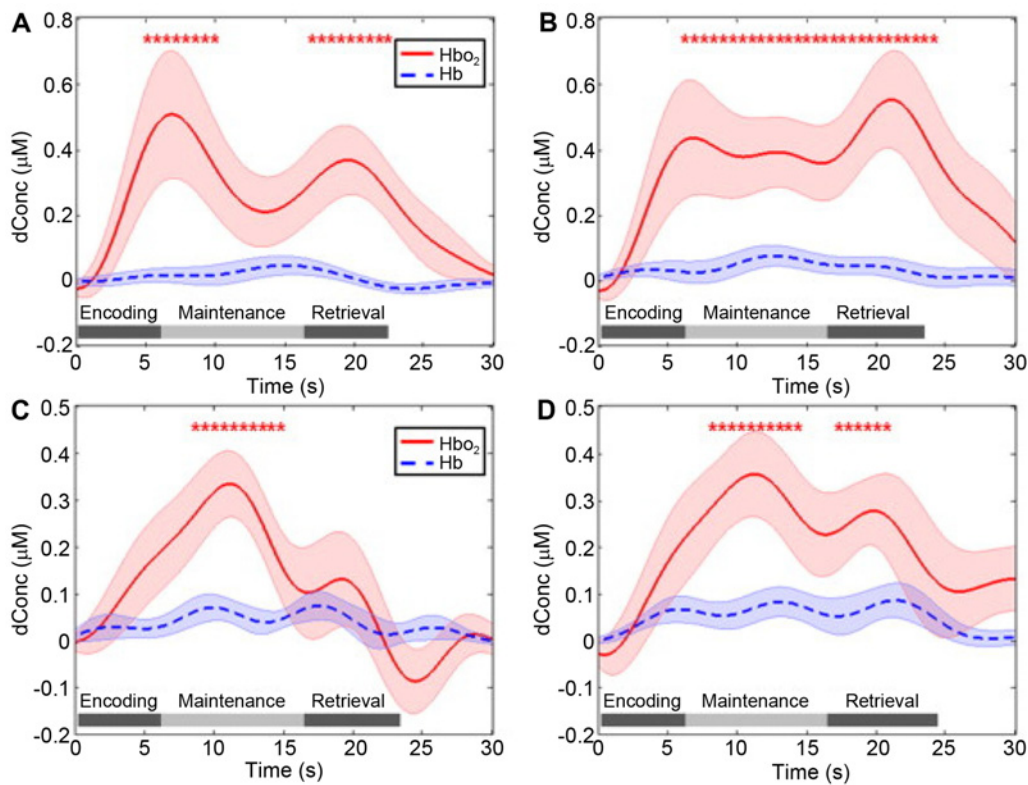 A
0.8
0.6
0.4
0.2
0
-0.2
dConc (μM)
*********
*********
Hbo₂
Hb
Encoding
Maintenance
Retrieval
0 5 10 15 20 25 30
Time (s)
B
0.8
0.6
0.4
0.2
0
-0.2
dConc (μM)
Encoding
Maintenance
Retrieval
0 5 10 15 20 25 30
Time (s)
C
0.5
0.4
0.3
0.2
0.1
0
-0.1
-0.2
dConc (μM)
Hbo₂
Hb
Encoding
Maintenance
Retrieval
0 5 10 15 20 25 30
Time (s)
D
0.5
0.4
0.3
0.2
0.1
0
-0.1
-0.2
dConc (μM)
Encoding
Maintenance
Retrieval
0 5 10 15 20 25 30
Time (s)